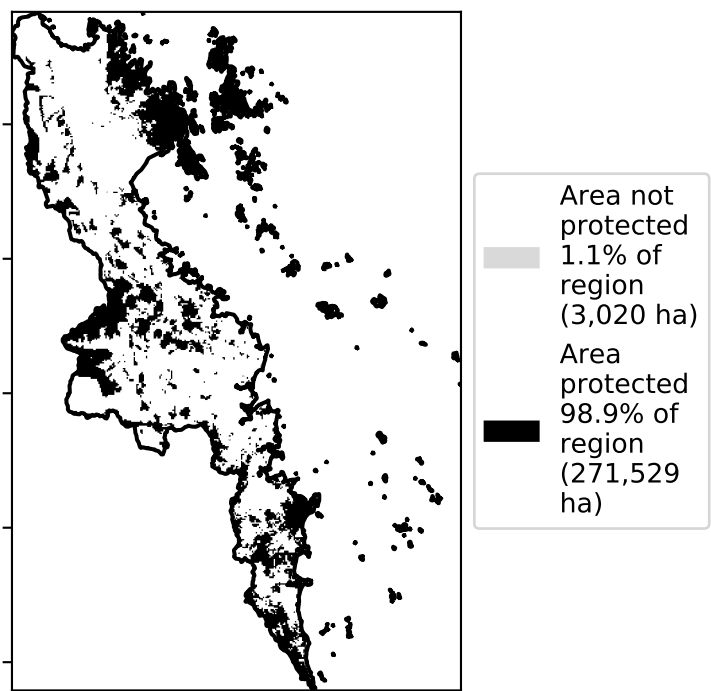 Area not
protected
1.1% of
region
(3,020 ha)
Area
protected
98.9% of
region
(271,529
ha)